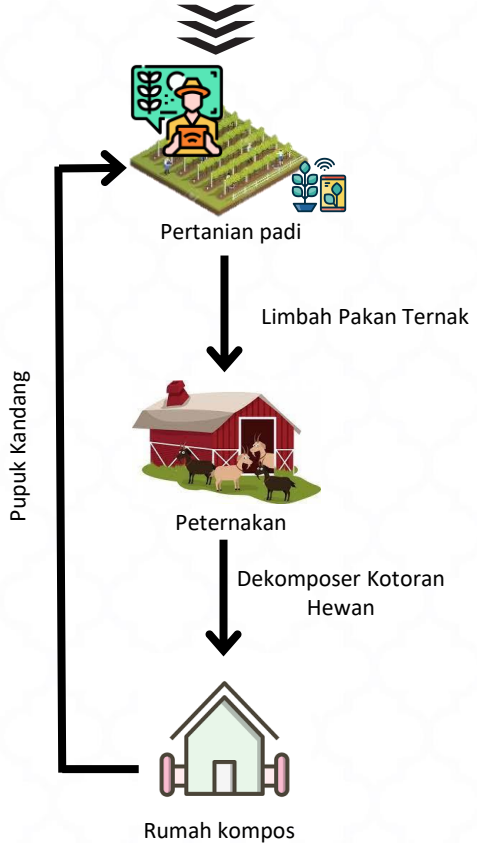 Pertanian padi
Limbah Pakan Ternak
Pupuk Kandang
Peternakan
Dekomposer Kotoran
Hewan
Rumah kompos